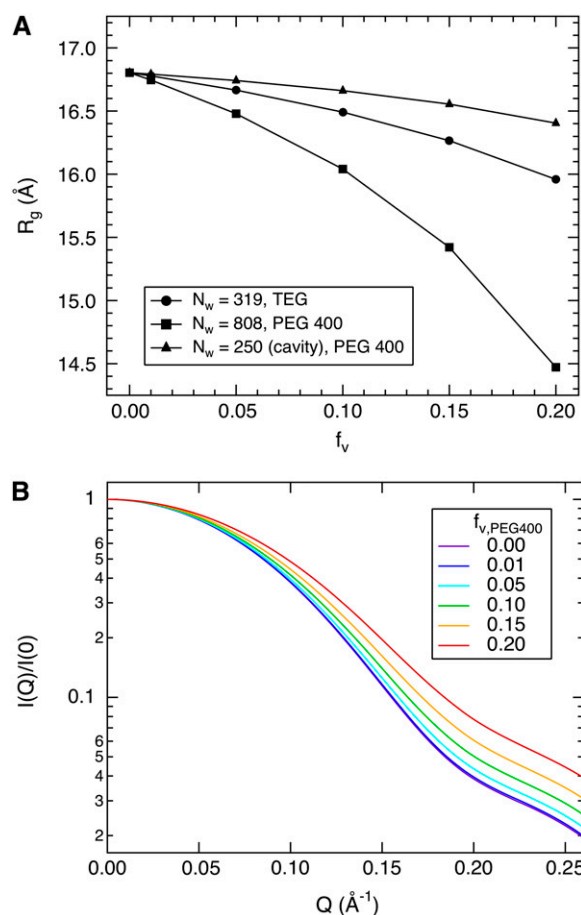 A
17.0
16.5
16.0
15.5
15.0
14.5
R_g (Å)
N_w = 319, TEG
N_w = 808, PEG 400
N_w = 250 (cavity), PEG 400
0.00 0.05 0.10 0.15 0.20
f_v
B
1
6
5
4
3
2
0.1
6
5
4
3
2
I(Q)/I(0)
f_v,PEG400
0.00
0.01
0.05
0.10
0.15
0.20
0.00 0.05 0.10 0.15 0.20 0.25
Q (Å⁻¹)